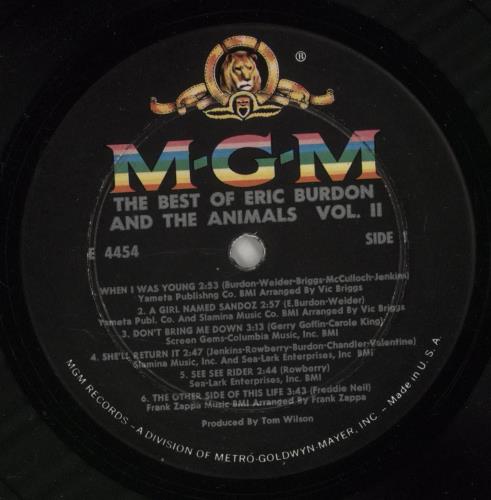 ®
M-G-M
THE BEST OF ERIC BURDON
AND THE ANIMALS VOL. II
E 4454 SIDE 1
WHEN I WAS YOUNG 2:53 (Burdon-Weider-Briggs-McCulloch-Jenkins)
Yameta Publishng Co. BMI Arranged By Vic Briggs
2. A GIRL NAMED SANDOZ 2:57 (E.Burdon-Weider)
Yameta Publ. Co. And Slamina Music Co. BMI Arranged By Vic Briggs
3. DON'T BRING ME DOWN 3:13 (Gerry Goffin-Carole King)
Screen Gems-Columbia Music, Inc. BMI
4. SHE'LL RETURN IT 2:47 (Jenkins-Rowberry-Burdon-Chandler-Valentine)
Slamina Music, Inc. And Sea-Lark Enterprises, Inc BMI
5. SEE SEE RIDER 2:44 (Rowberry)
Sea-Lark Enterprises, Inc. BMI
6. THE OTHER SIDE OF THIS LIFE 3:43 (Freddie Neil)
Frank Zappa Music BMI Arranged By Frank Zappa
Produced By Tom Wilson
MGM RECORDS – A DIVISION OF METRO-GOLDWYN-MAYER, INC. – Made in U.S.A.